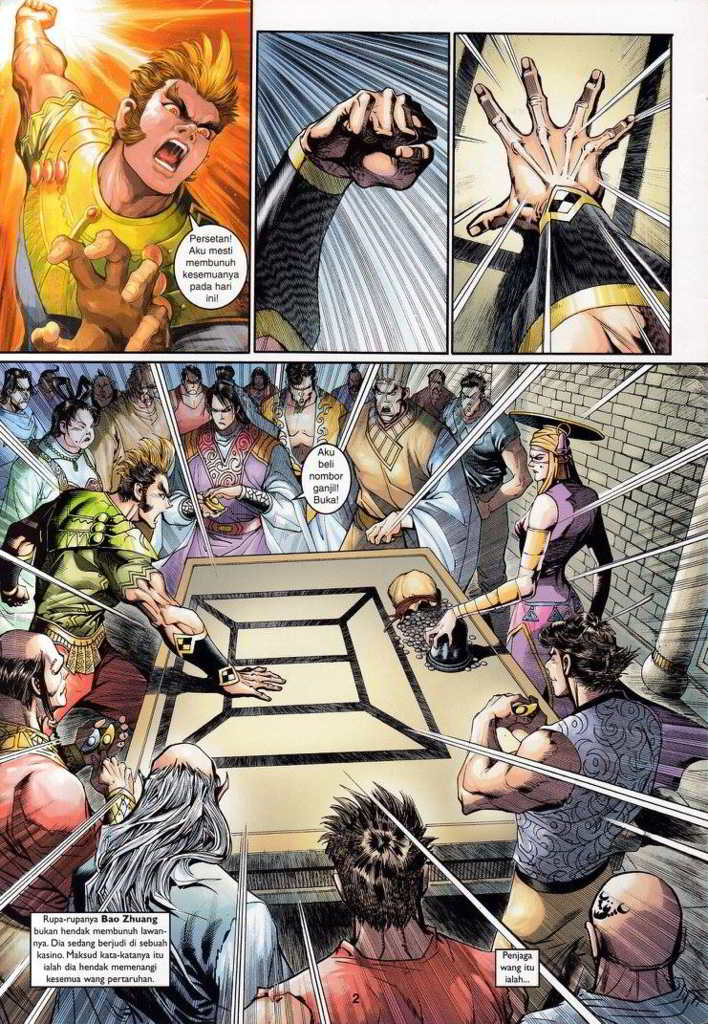 Persetan!
Aku mesti
membunuh
kesemuanya
pada hari
ini!
Aku
beli
nombor
ganjil!
Buka!
Rupa-rupanya Bao Zhuang
bukan hendak membunuh lawan-
nya. Dia sedang berjudi di sebuah
kasino. Maksud kata-katanya itu
ialah dia hendak memenangi
kesemua wang pertaruhan.
Penjaga
wang itu
ialah...
2